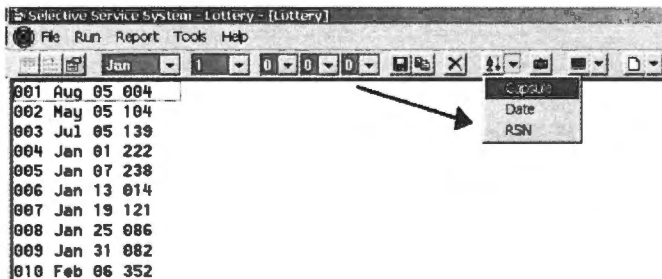 Selective Service System - Lottery - [Lottery]
File Run Report Tools Help
Jan 1 0 0 0
Capsule
Date
RSN
001 Aug 05 004
002 May 05 104
003 Jul 05 139
004 Jan 01 222
005 Jan 07 238
006 Jan 13 014
007 Jan 19 121
008 Jan 25 086
009 Jan 31 082
010 Feb 06 352